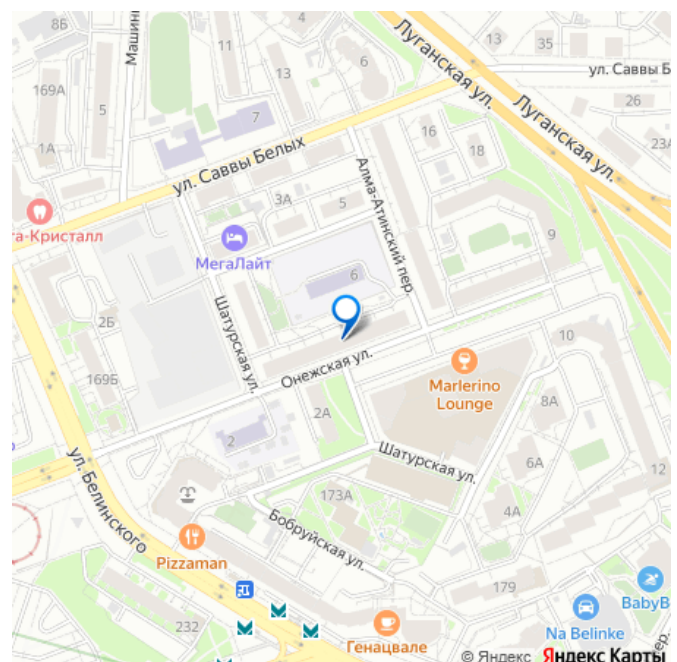 8Б
11
4
6
13
35
Луганская ул.
Луганская ул.
ул. Саввы Б
169А
5
Машин
13
26
1А
7
16
18
23А
ул. Саввы Белых
га-Кристалл
3А
5
Алма-Атинский пер.
МегаЛайт
6
9
2Б
Шатурская ул.
10
169Б
Онежская ул.
Marlerino
Lounge
2А
8А
2
Шатурская ул.
6А
12
ул. Белинского
173А
4А
Бобруйская ул.
Pizzaman
179
BabyB
232
Генацвале
Na Belinke
пер.
© Яндекс Яндекс Карты